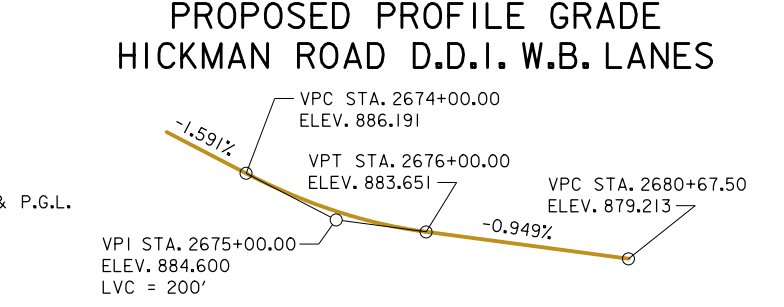 PROPOSED PROFILE GRADE
HICKMAN ROAD D.D.I. W.B. LANES
VPC STA. 2674+00.00
ELEV. 886.191
-1.591%
VPT STA. 2676+00.00
ELEV. 883.651
VPC STA. 2680+67.50
ELEV. 879.213
& P.G.L.
-0.949%
VPI STA. 2675+00.00
ELEV. 884.600
LVC = 200'